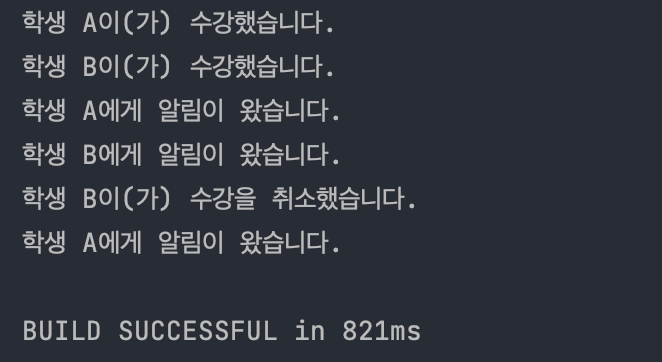 학생 A이(가) 수강했습니다.
학생 B이(가) 수강했습니다.
학생 A에게 알림이 왔습니다.
학생 B에게 알림이 왔습니다.
학생 B이(가) 수강을 취소했습니다.
학생 A에게 알림이 왔습니다.
BUILD SUCCESSFUL in 821ms